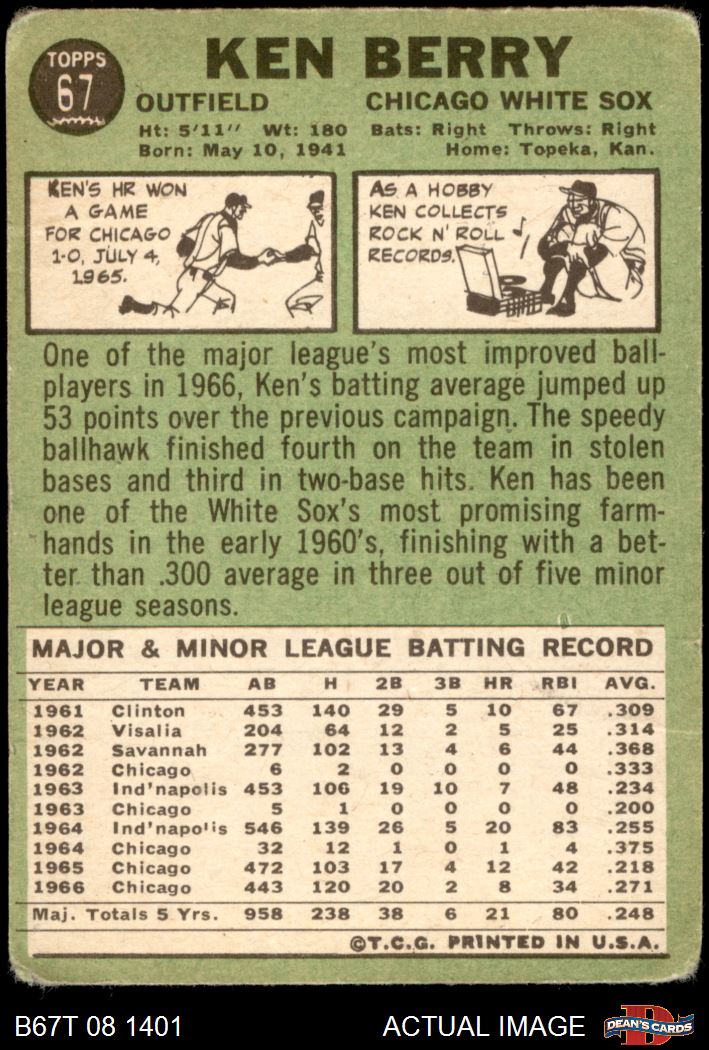 TOPPS
67
KEN BERRY
OUTFIELD CHICAGO WHITE SOX
Ht: 5'11" Wt: 180 Bats: Right Throws: Right
Born: May 10, 1941 Home: Topeka, Kan.
KEN'S HR WON
A GAME
FOR CHICAGO
1-0, JULY 4,
1965.
AS A HOBBY
KEN COLLECTS
ROCK N' ROLL
RECORDS.
One of the major league's most improved ball-
players in 1966, Ken's batting average jumped up
53 points over the previous campaign. The speedy
ballhawk finished fourth on the team in stolen
bases and third in two-base hits. Ken has been
one of the White Sox's most promising farm-
hands in the early 1960's, finishing with a bet-
ter than .300 average in three out of five minor
league seasons.
MAJOR & MINOR LEAGUE BATTING RECORD
YEAR TEAM AB H 2B 3B HR RBI AVG.
1961 Clinton 453 140 29 5 10 67 .309
1962 Visalia 204 64 12 2 5 25 .314
1962 Savannah 277 102 13 4 6 44 .368
1962 Chicago 6 2 0 0 0 0 .333
1963 Ind'napolis 453 106 19 10 7 48 .234
1963 Chicago 5 1 0 0 0 0 .200
1964 Ind'napolis 546 139 26 5 20 83 .255
1964 Chicago 32 12 1 0 1 4 .375
1965 Chicago 472 103 17 4 12 42 .218
1966 Chicago 443 120 20 2 8 34 .271
Maj. Totals 5 Yrs. 958 238 38 6 21 80 .248
©T.C.G. PRINTED IN U.S.A.
B67T 08 1401 ACTUAL IMAGE
D
DEAN'S CARDS